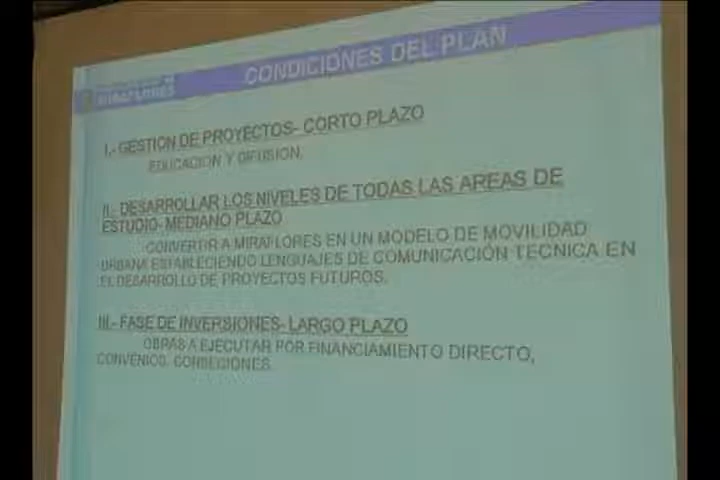 CONDICIONES DEL PLAN
MIRAFLORES
I.- GESTION DE PROYECTOS- CORTO PLAZO
EDUCACION Y DIFUSION.
II.- DESARROLLAR LOS NIVELES DE TODAS LAS AREAS DE
ESTUDIO- MEDIANO PLAZO
CONVERTIR A MIRAFLORES EN UN MODELO DE MOVILIDAD
URBANA ESTABLECIENDO LENGUAJES DE COMUNICACIÓN TECNICA EN
EL DESARROLLO DE PROYECTOS FUTUROS.
III.- FASE DE INVERSIONES- LARGO PLAZO
OBRAS A EJECUTAR POR FINANCIAMIENTO DIRECTO,
CONVENIOS, CONSECIONES.